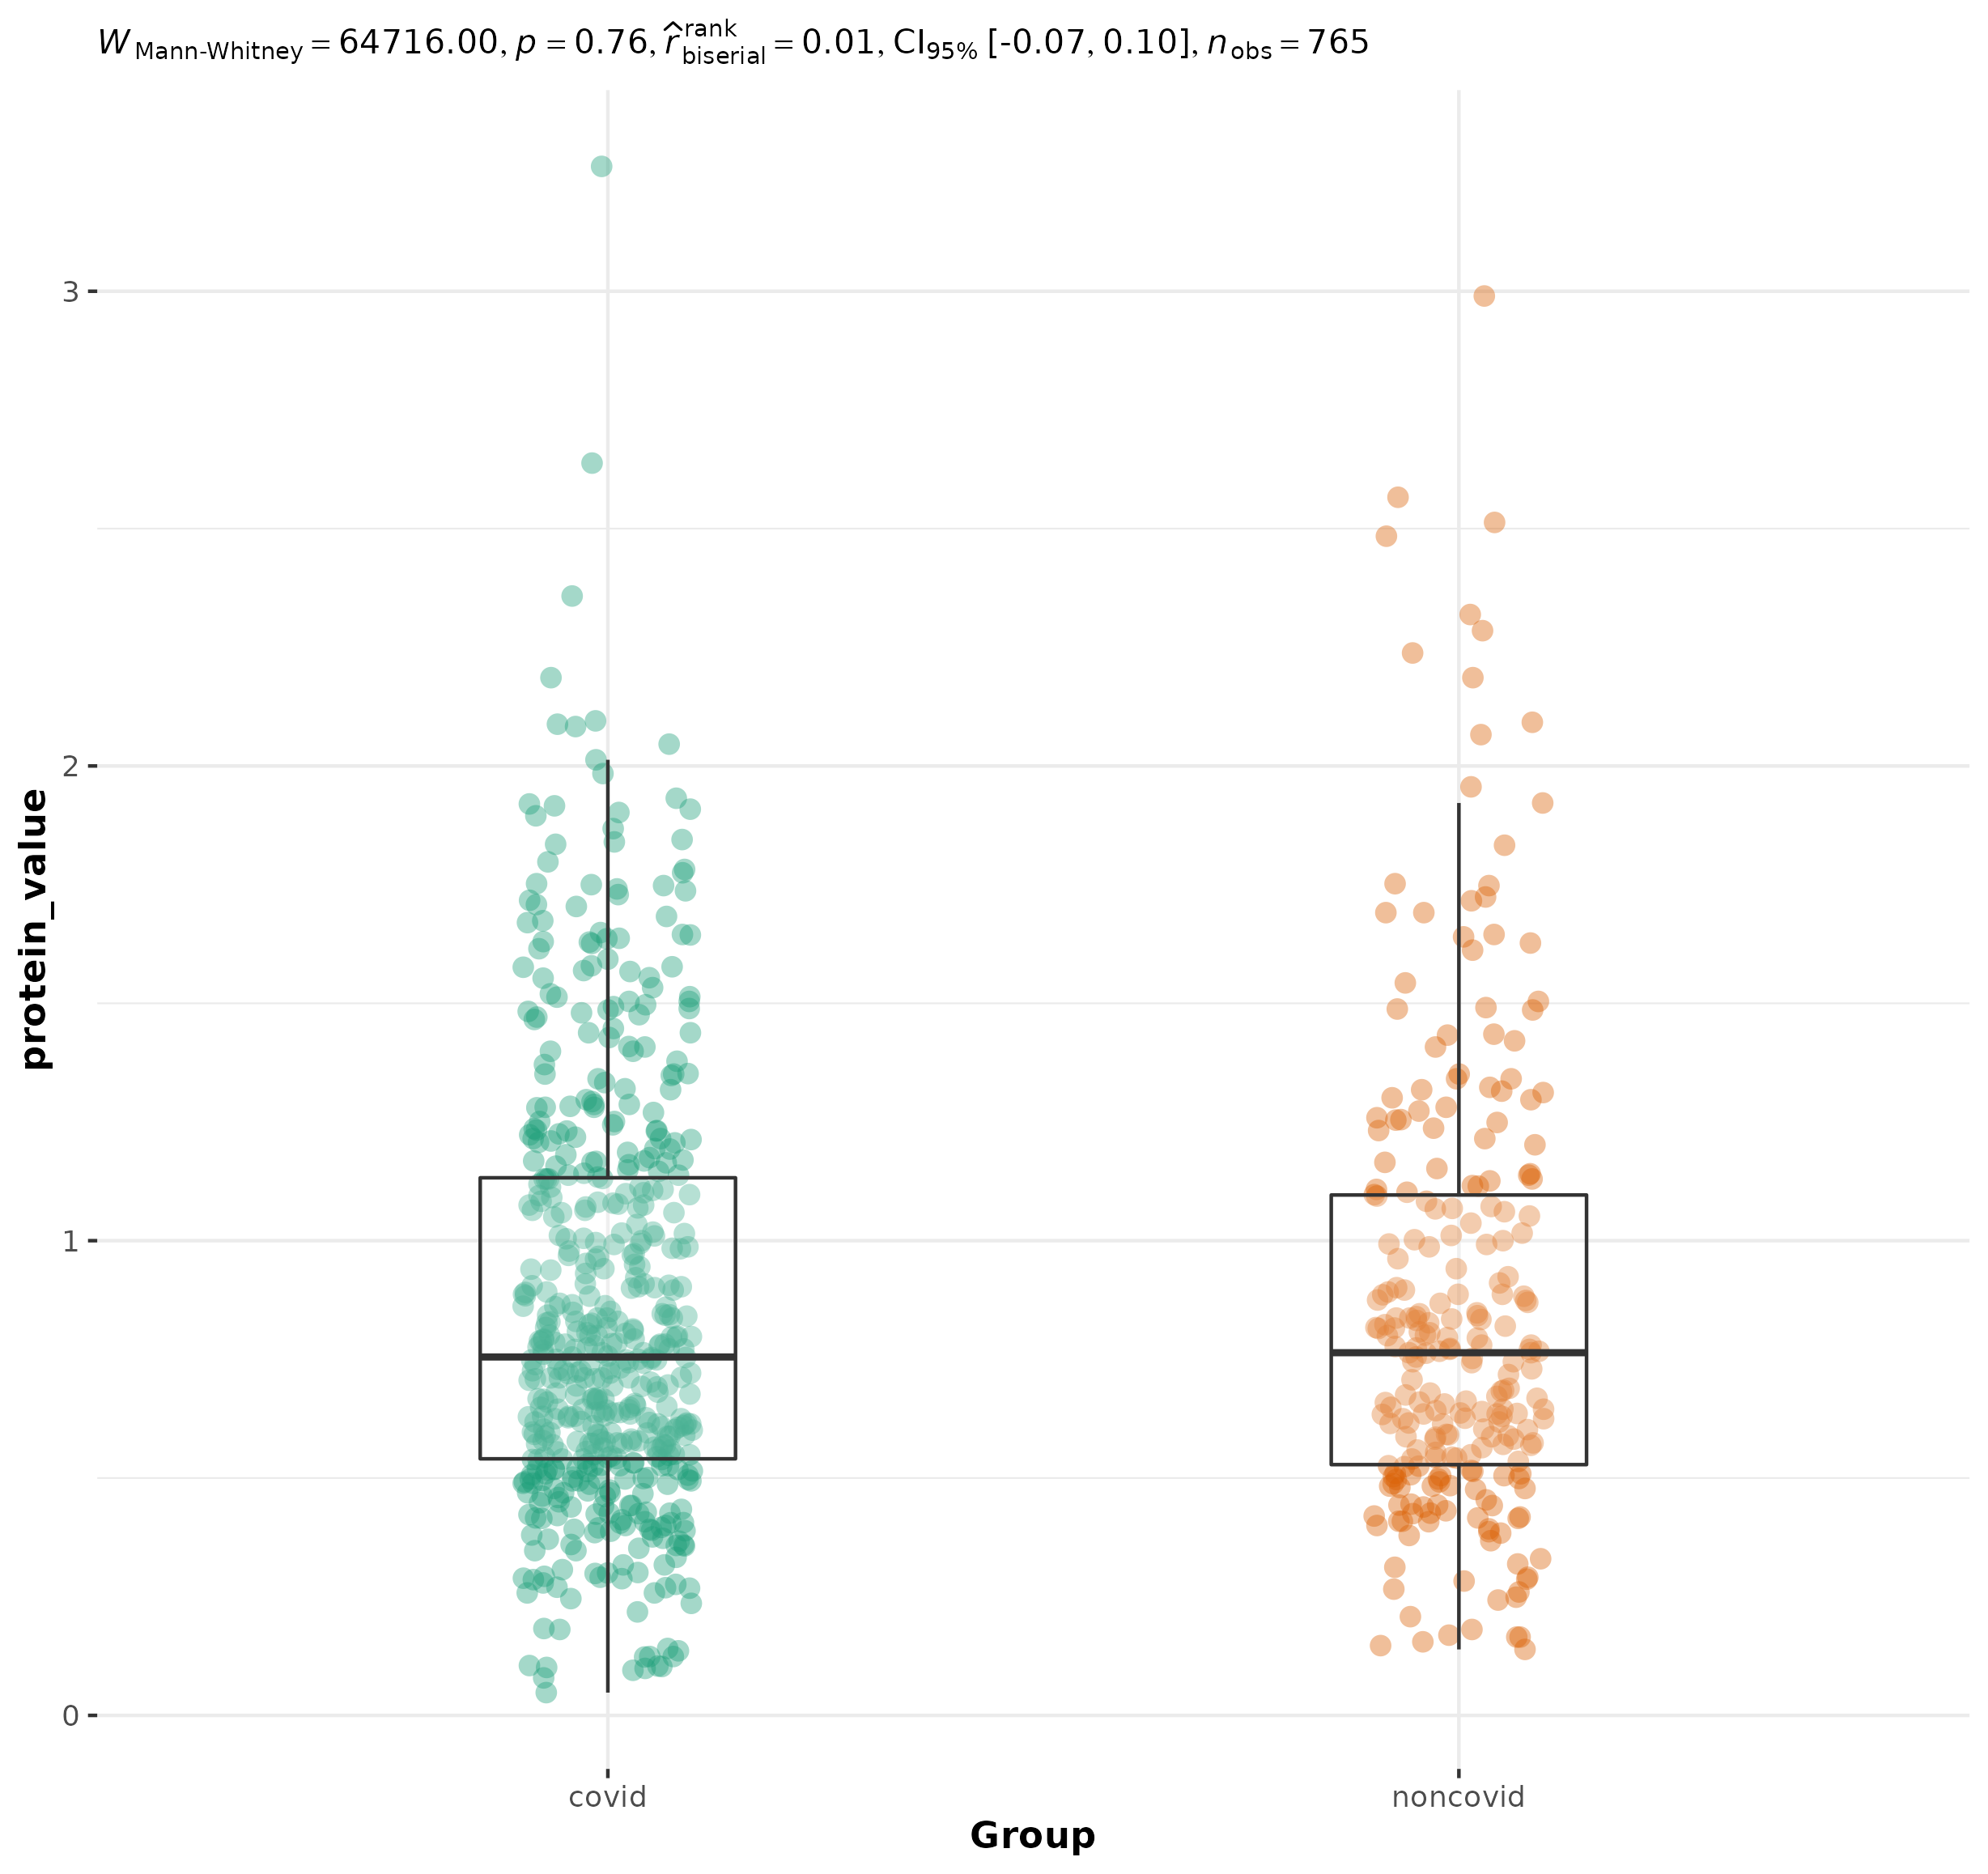 W Mann-Whitney = 64716.00, p = 0.76, r̂ rank biserial = 0.01, CI95% [-0.07, 0.10], n obs = 765
3
2
1
0
protein_value
covid noncovid
Group